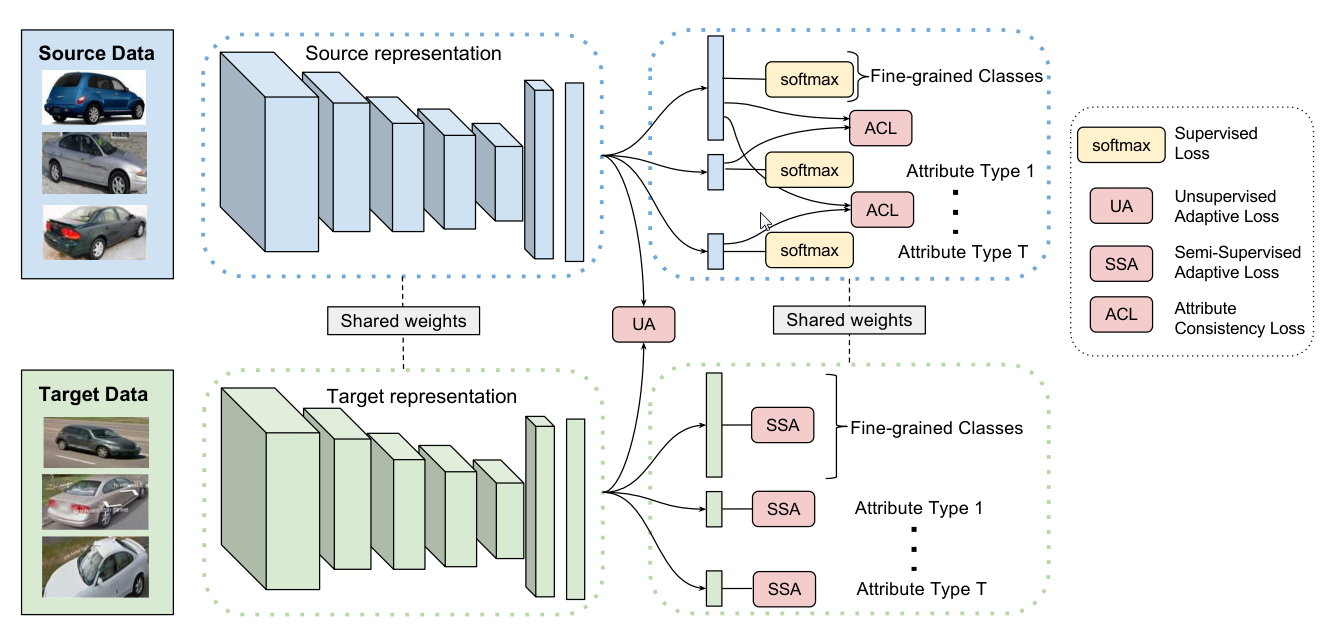 Source Data
Source representation
softmax
Fine-grained Classes
ACL
softmax
Attribute Type 1
ACL
softmax
Attribute Type T
softmax
Supervised
Loss
UA
Unsupervised
Adaptive Loss
SSA
Semi-Supervised
Adaptive Loss
ACL
Attribute
Consistency Loss
Shared weights
UA
Shared weights
Target Data
Target representation
SSA
Fine-grained Classes
SSA
Attribute Type 1
SSA
Attribute Type T